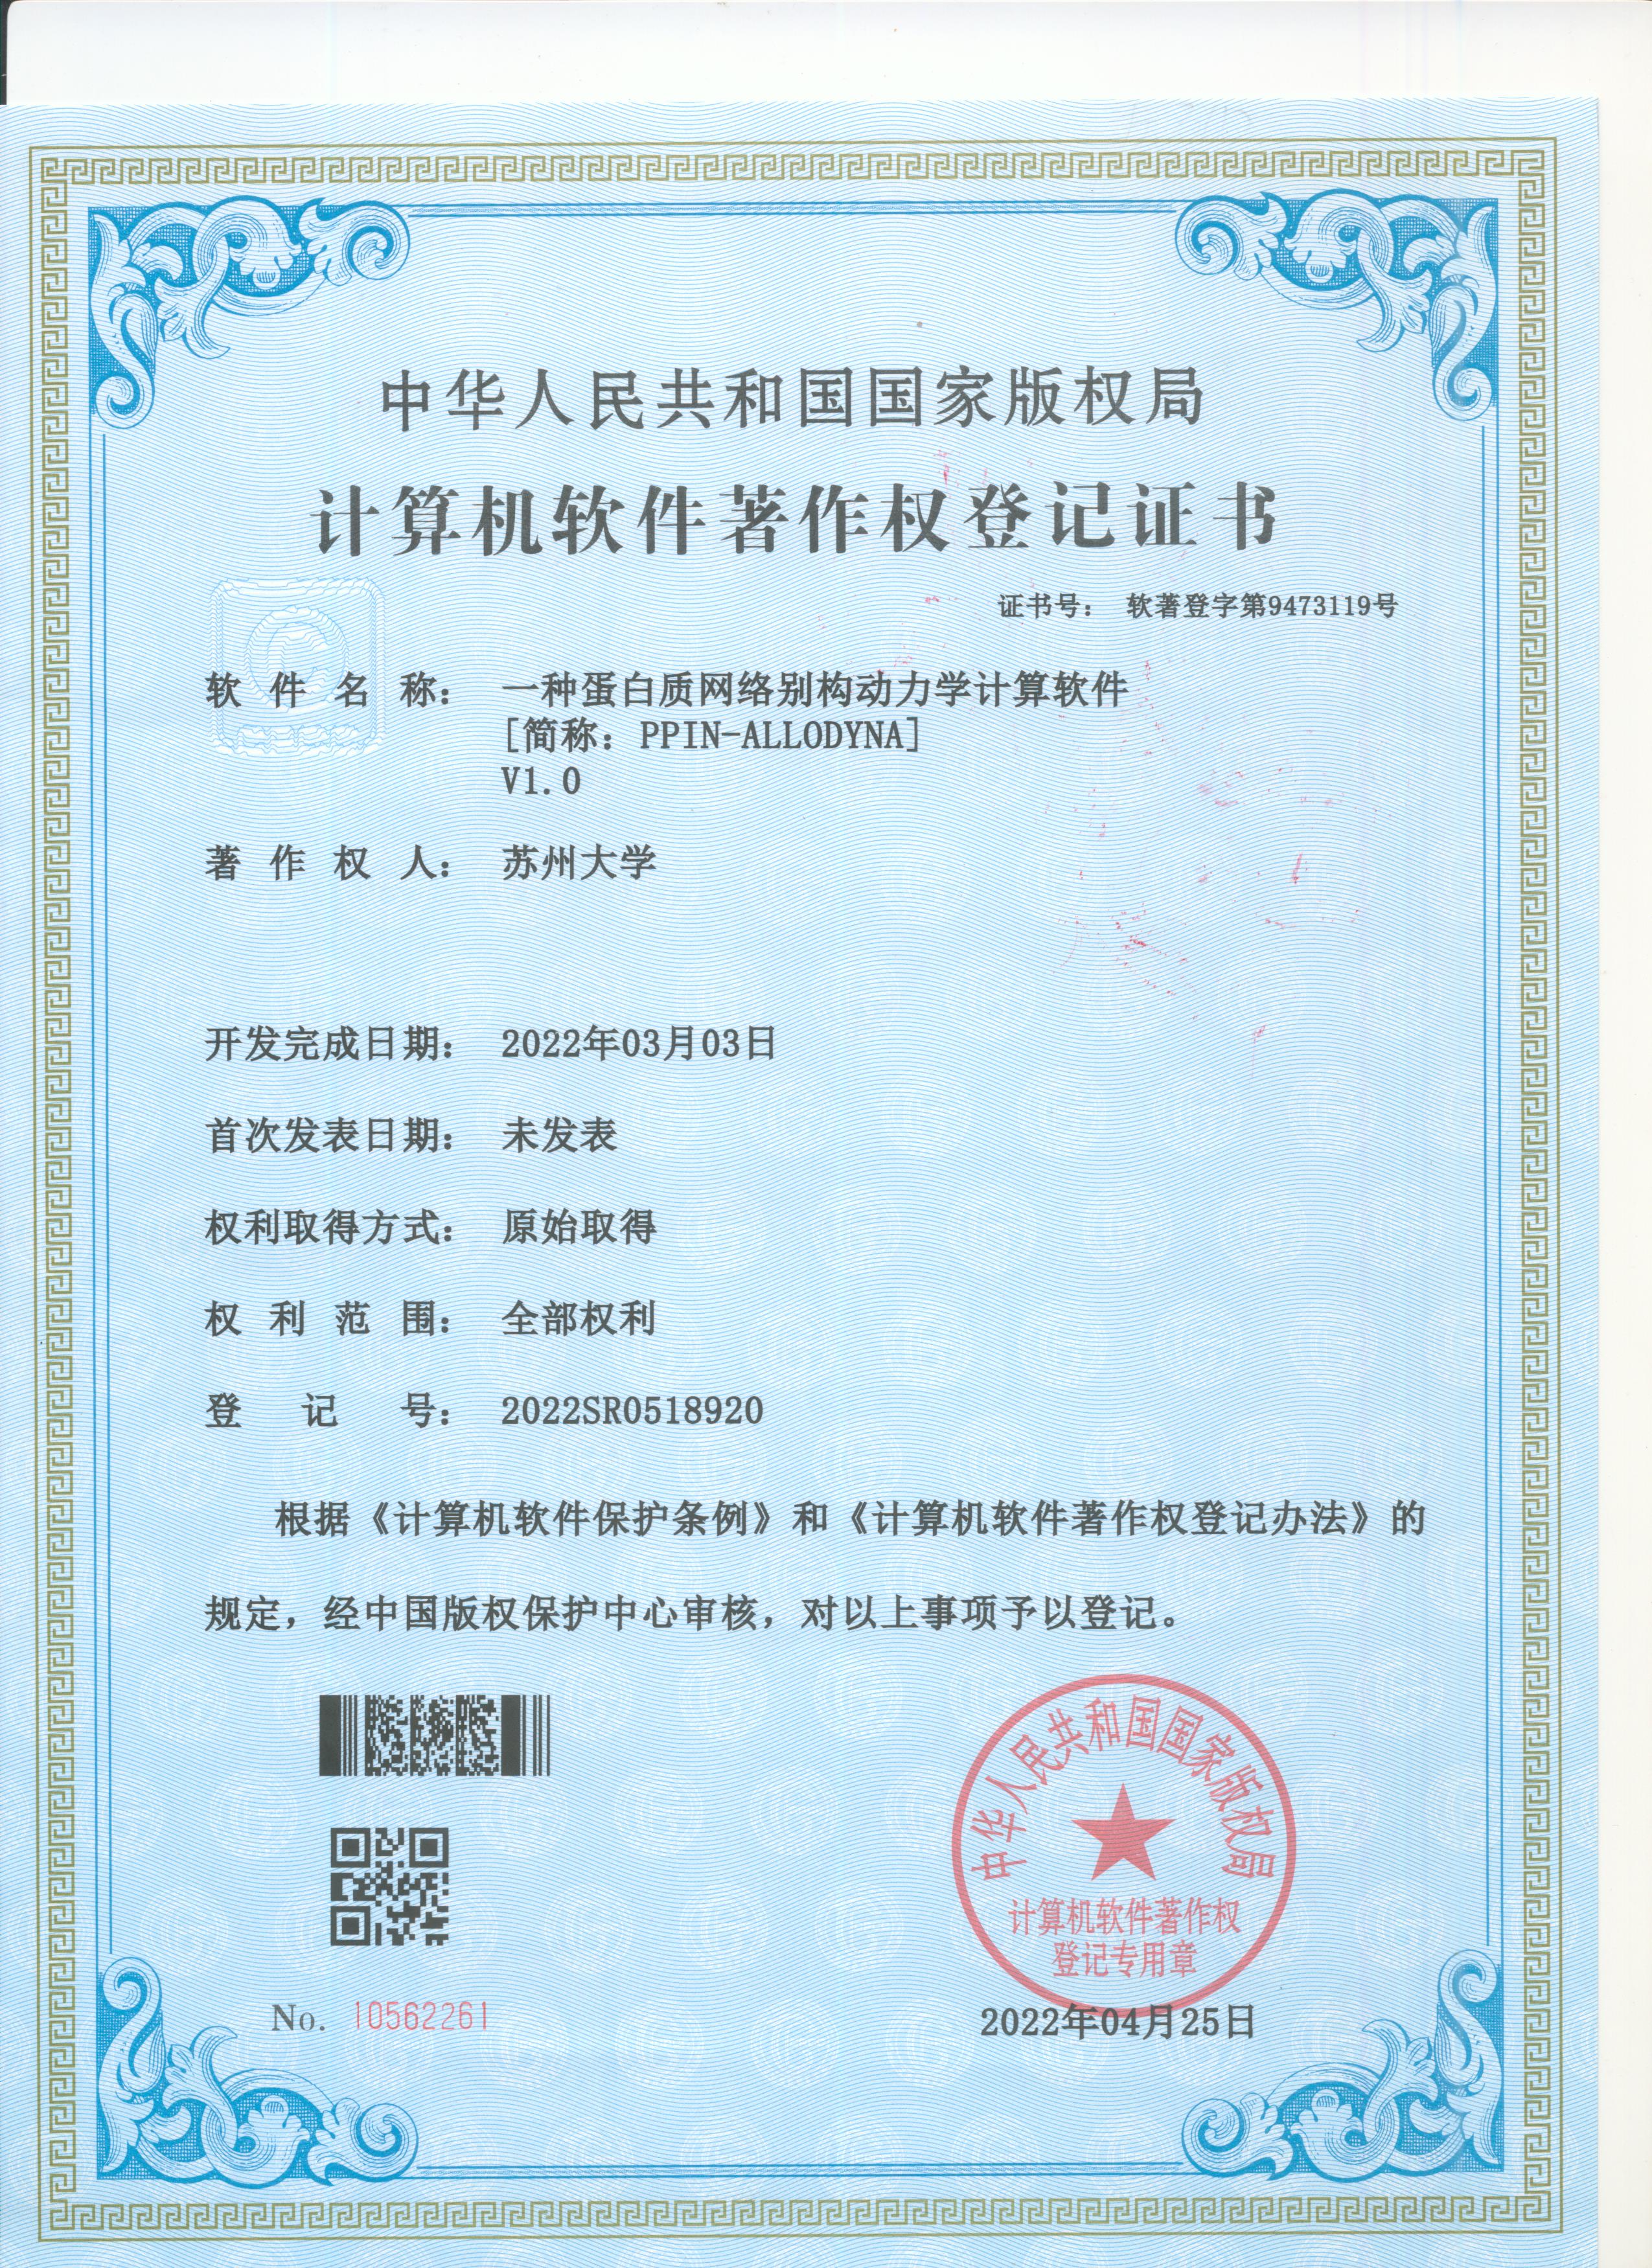 中华人民共和国国家版权局
计算机软件著作权登记证书
证书号： 软著登字第9473119号
软件名称： 一种蛋白质网络别构动力学计算软件
[简称：PPIN-ALLODYNA]
V1.0
著作权人： 苏州大学
开发完成日期： 2022年03月03日
首次发表日期： 未发表
权利取得方式： 原始取得
权利范围： 全部权利
登记号： 2022SR0518920
根据《计算机软件保护条例》和《计算机软件著作权登记办法》的
规定，经中国版权保护中心审核，对以上事项予以登记。
中华人民共和国国家版权局
计算机软件著作权
登记专用章
No. 10562261
2022年04月25日